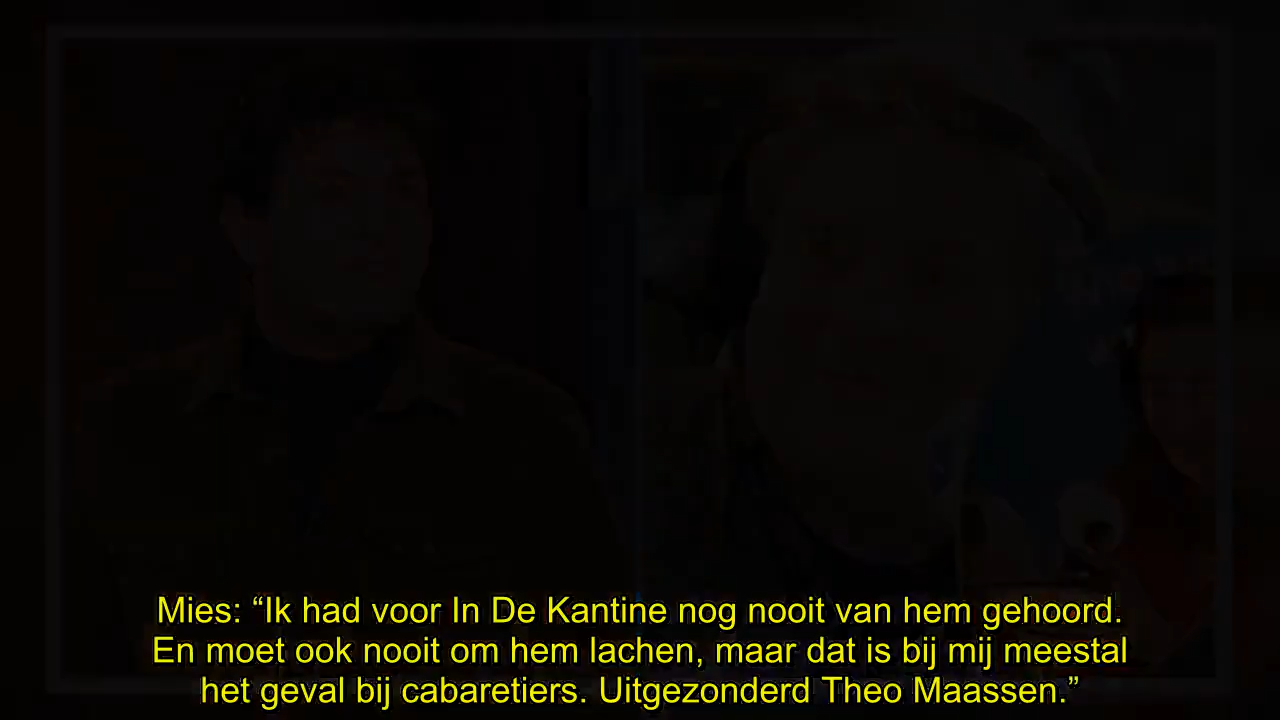 Mies: “Ik had voor In De Kantine nog nooit van hem gehoord.
En moet ook nooit om hem lachen, maar dat is bij mij meestal
het geval bij cabaretiers. Uitgezonderd Theo Maassen.”